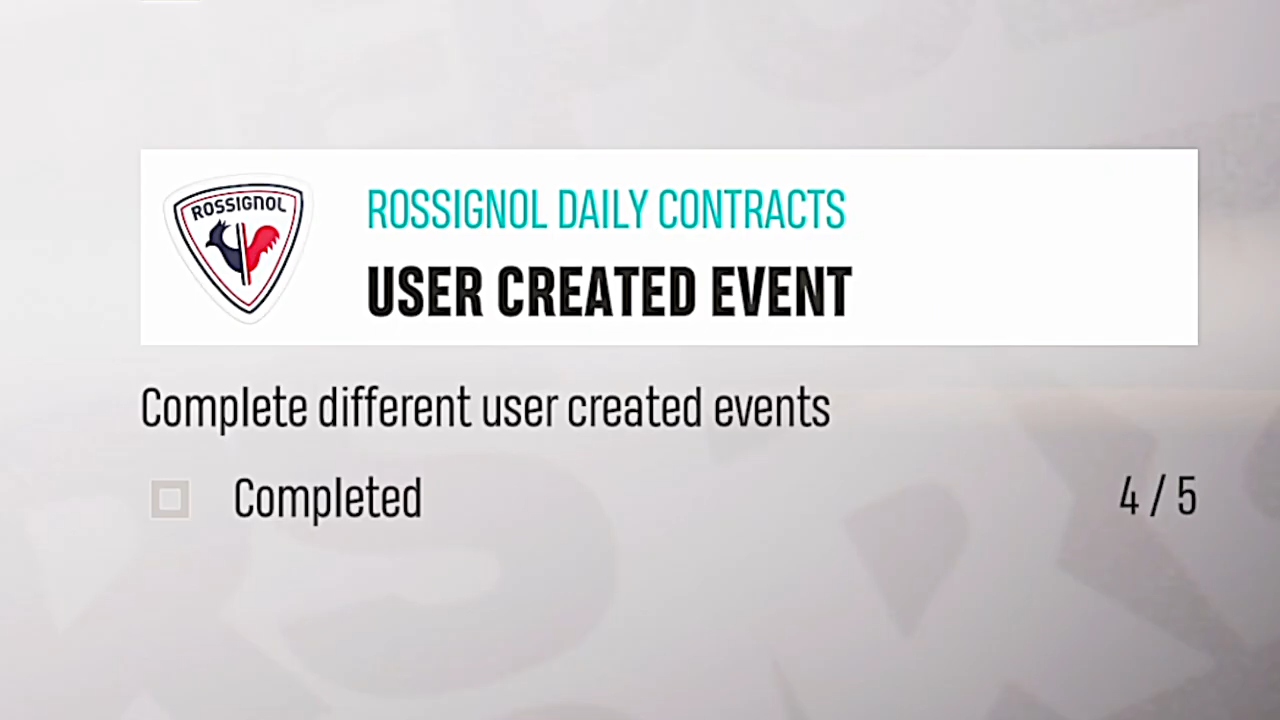 ROSSIGNOL
ROSSIGNOL DAILY CONTRACTS
USER CREATED EVENT
Complete different user created events
Completed 4 / 5